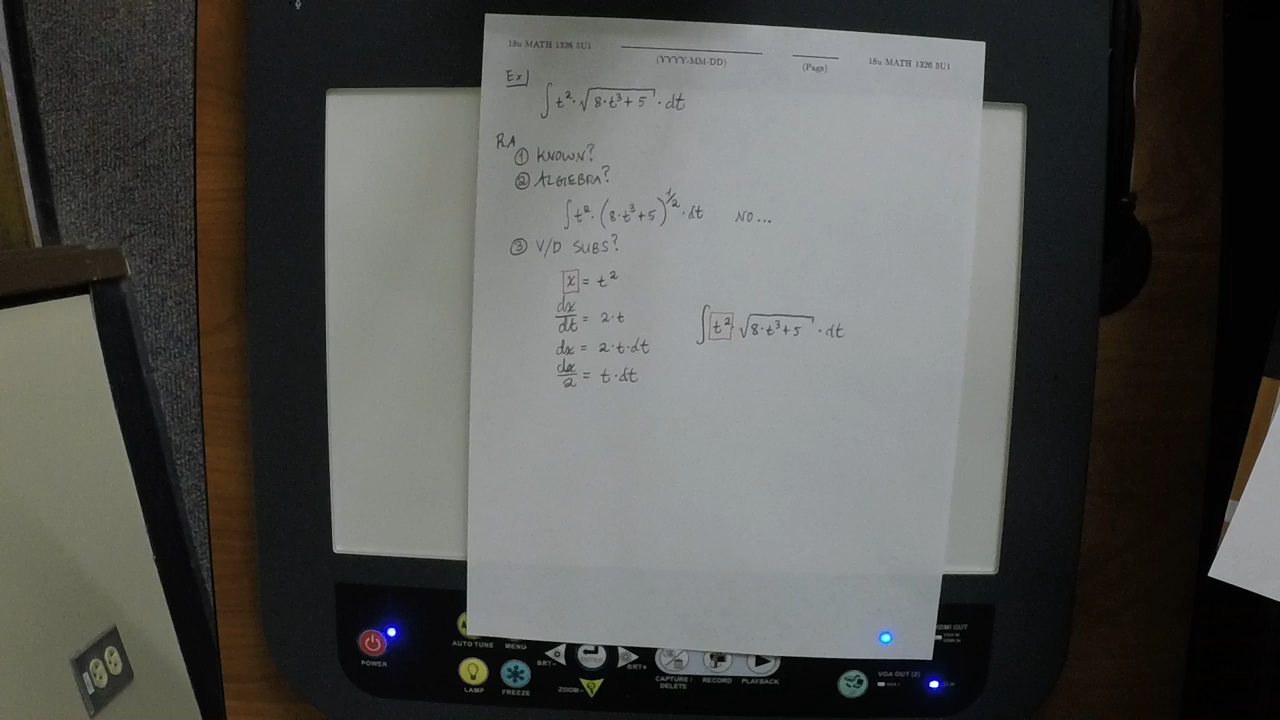 18u MATH 1326 5U1 (YYYY-MM-DD) (Page) 18u MATH 1326 5U1
Ex1
∫ t²·√(8·t³+5)·dt
RA
① KNOWN?
② ALGEBRA?
∫ t²·(8·t³+5)^(1/2)·dt NO...
③ V/D SUBS?
x = t²
dx/dt = 2·t
∫ t² √(8·t³+5)·dt
dx = 2·t·dt
dx/2 = t·dt
POWER
AUTO TUNE
MENU
LAMP
FREEZE
BRT-
BRT+
ZOOM
CAPTURE/
DELETE
RECORD
PLAYBACK
VGA OUT (2)